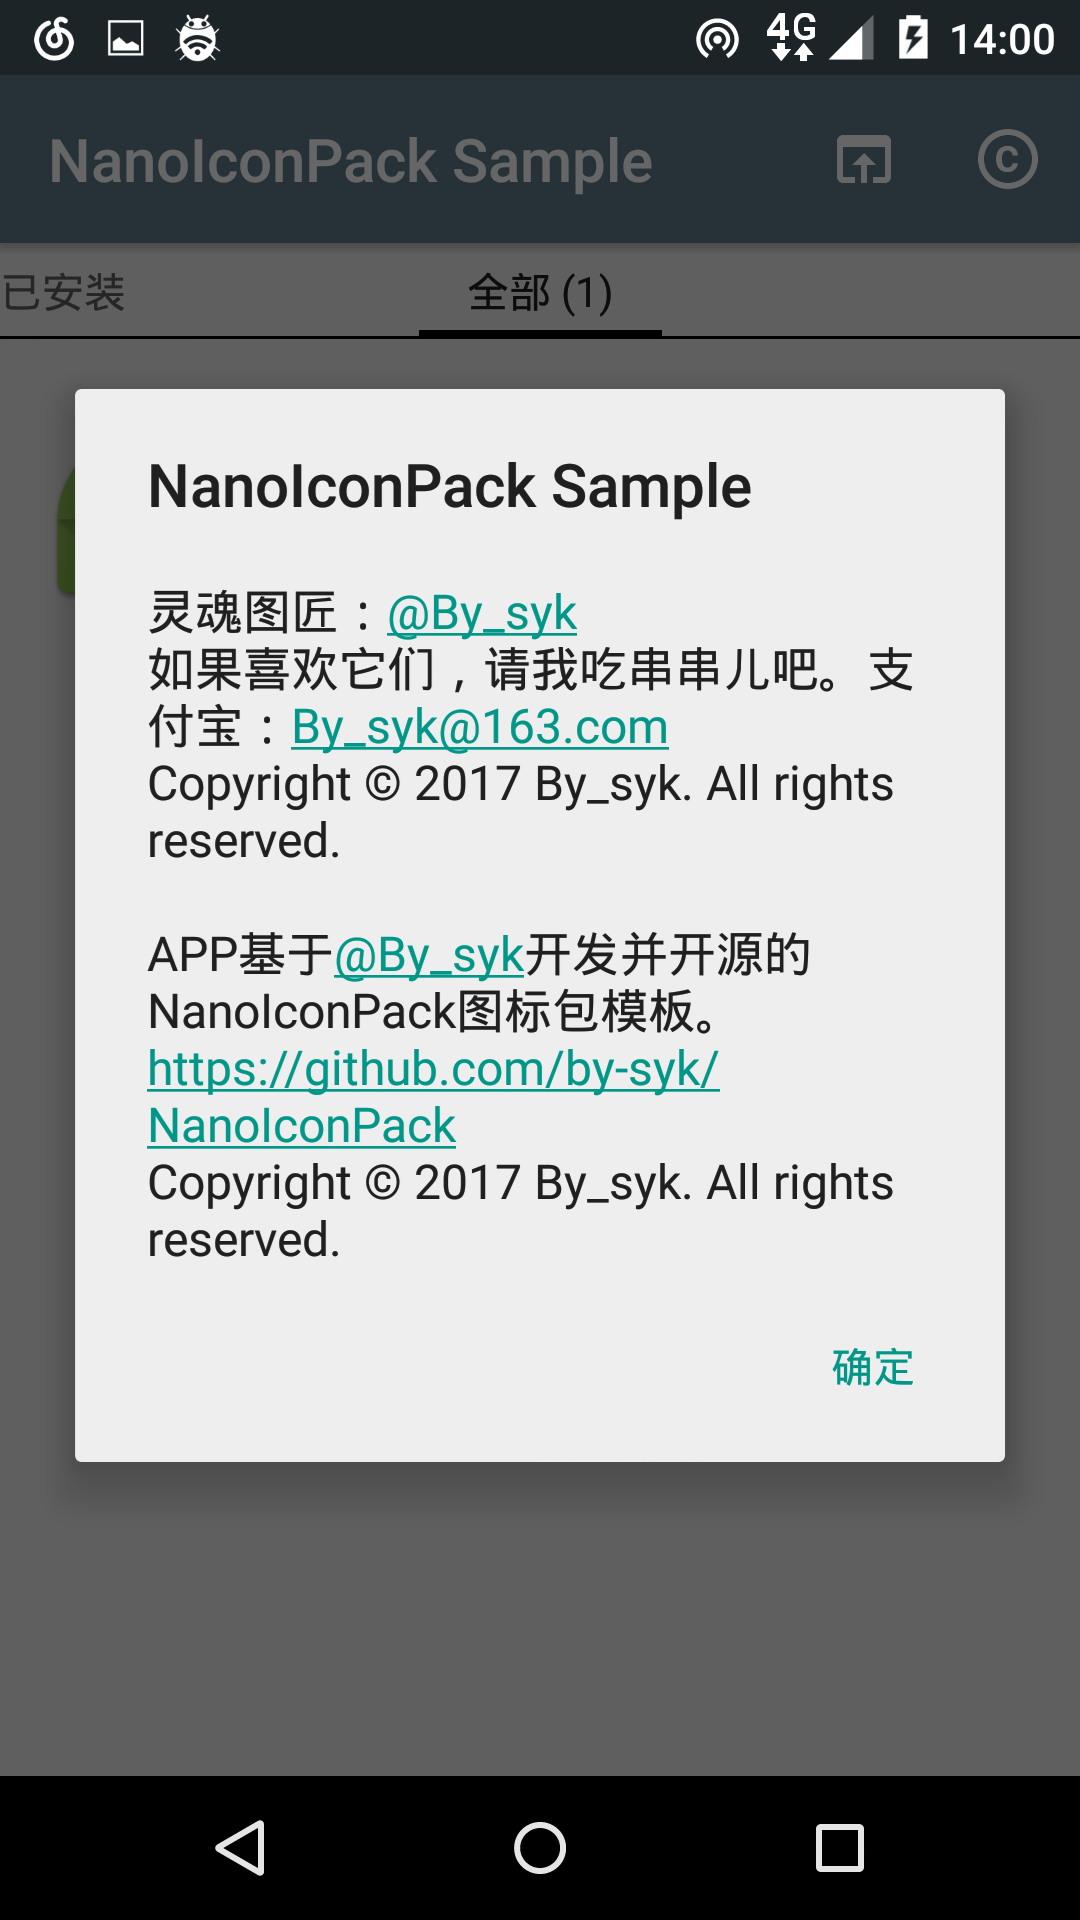 4G 14:00
NanoIconPack Sample
已安装 全部 (1)
NanoIconPack Sample
灵魂图匠：@By_syk
如果喜欢它们，请我吃串串儿吧。支
付宝：By_syk@163.com
Copyright © 2017 By_syk. All rights
reserved.
APP基于@By_syk开发并开源的
NanoIconPack图标包模板。
https://github.com/by-syk/
NanoIconPack
Copyright © 2017 By_syk. All rights
reserved.
确定